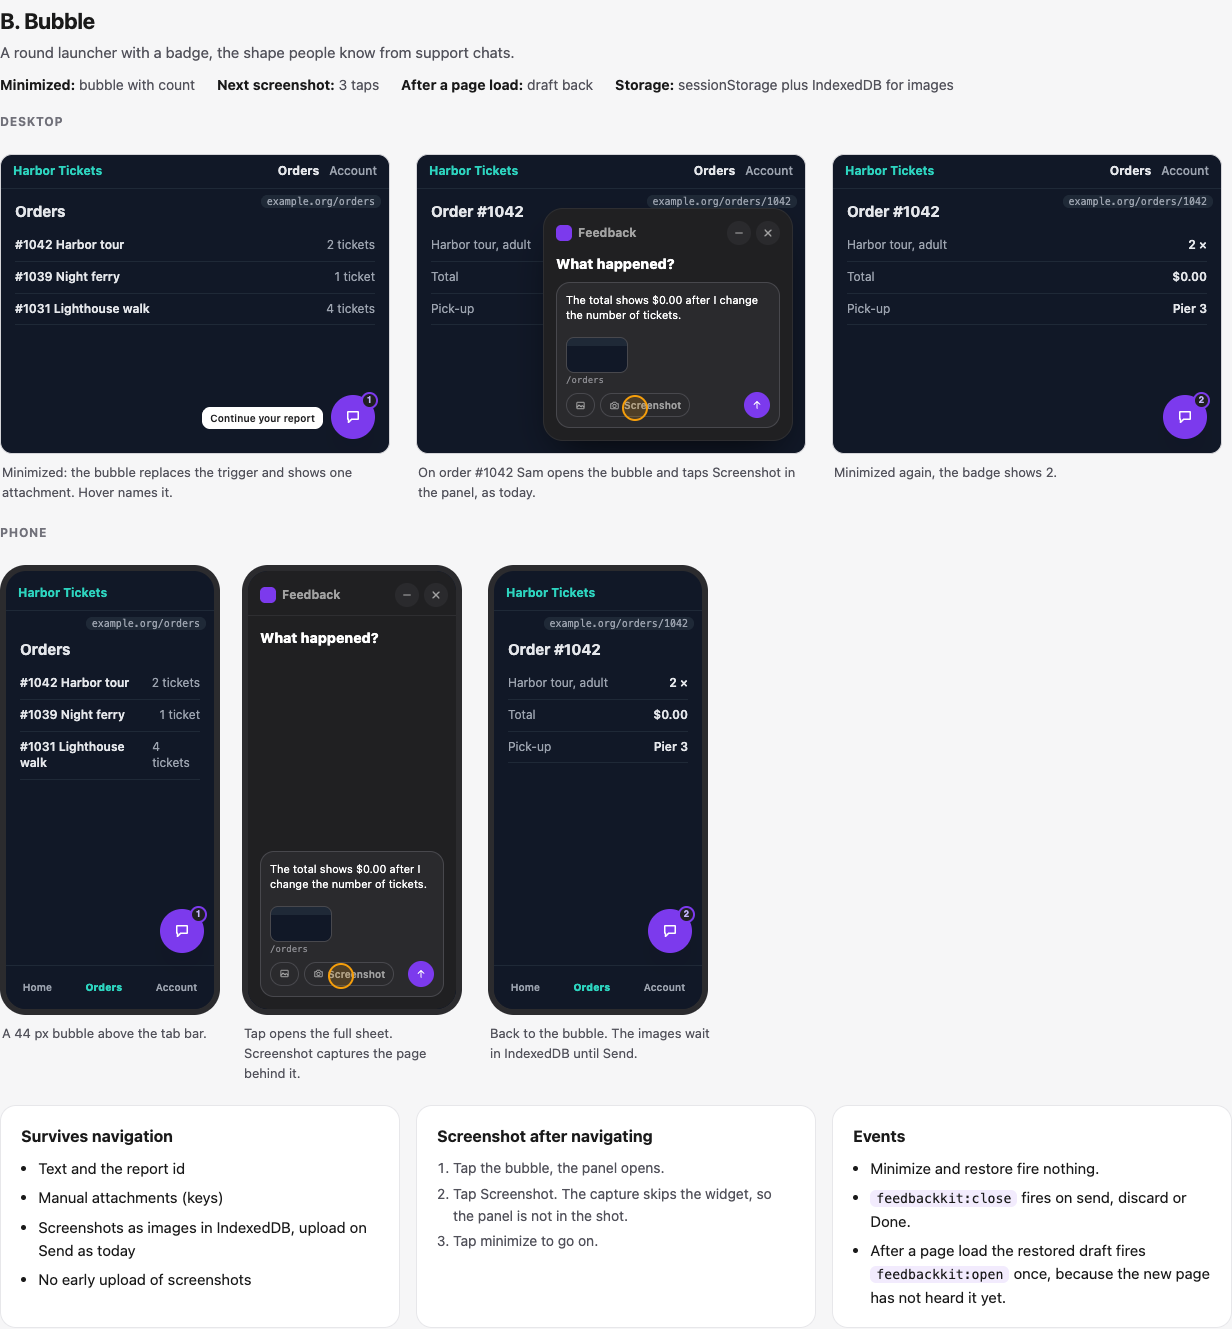 B. Bubble
A round launcher with a badge, the shape people know from support chats.
Minimized: bubble with count Next screenshot: 3 taps After a page load: draft back Storage: sessionStorage plus IndexedDB for images
DESKTOP
Harbor Tickets Orders Account
example.org/orders
Orders
#1042 Harbor tour 2 tickets
#1039 Night ferry 1 ticket
#1031 Lighthouse walk 4 tickets
Continue your report
1
Minimized: the bubble replaces the trigger and shows one
attachment. Hover names it.
Harbor Tickets Orders Account
example.org/orders/1042
Order #1042
Harbor tour, adult
Total
Pick-up
Feedback
What happened?
The total shows $0.00 after I change
the number of tickets.
/orders
Screenshot
On order #1042 Sam opens the bubble and taps Screenshot in
the panel, as today.
Harbor Tickets Orders Account
example.org/orders/1042
Order #1042
Harbor tour, adult 2 ×
Total $0.00
Pick-up Pier 3
2
Minimized again, the badge shows 2.
PHONE
Harbor Tickets
example.org/orders
Orders
#1042 Harbor tour 2 tickets
#1039 Night ferry 1 ticket
#1031 Lighthouse 4
walk tickets
1
Home Orders Account
A 44 px bubble above the tab bar.
Feedback
What happened?
The total shows $0.00 after I
change the number of tickets.
/orders
Screenshot
Tap opens the full sheet.
Screenshot captures the page
behind it.
Harbor Tickets
example.org/orders/1042
Order #1042
Harbor tour, adult 2 ×
Total $0.00
Pick-up Pier 3
2
Home Orders Account
Back to the bubble. The images wait
in IndexedDB until Send.
Survives navigation
• Text and the report id
• Manual attachments (keys)
• Screenshots as images in IndexedDB, upload on
Send as today
• No early upload of screenshots
Screenshot after navigating
1. Tap the bubble, the panel opens.
2. Tap Screenshot. The capture skips the widget, so
the panel is not in the shot.
3. Tap minimize to go on.
Events
• Minimize and restore fire nothing.
• feedbackkit:close fires on send, discard or
Done.
• After a page load the restored draft fires
feedbackkit:open once, because the new page
has not heard it yet.